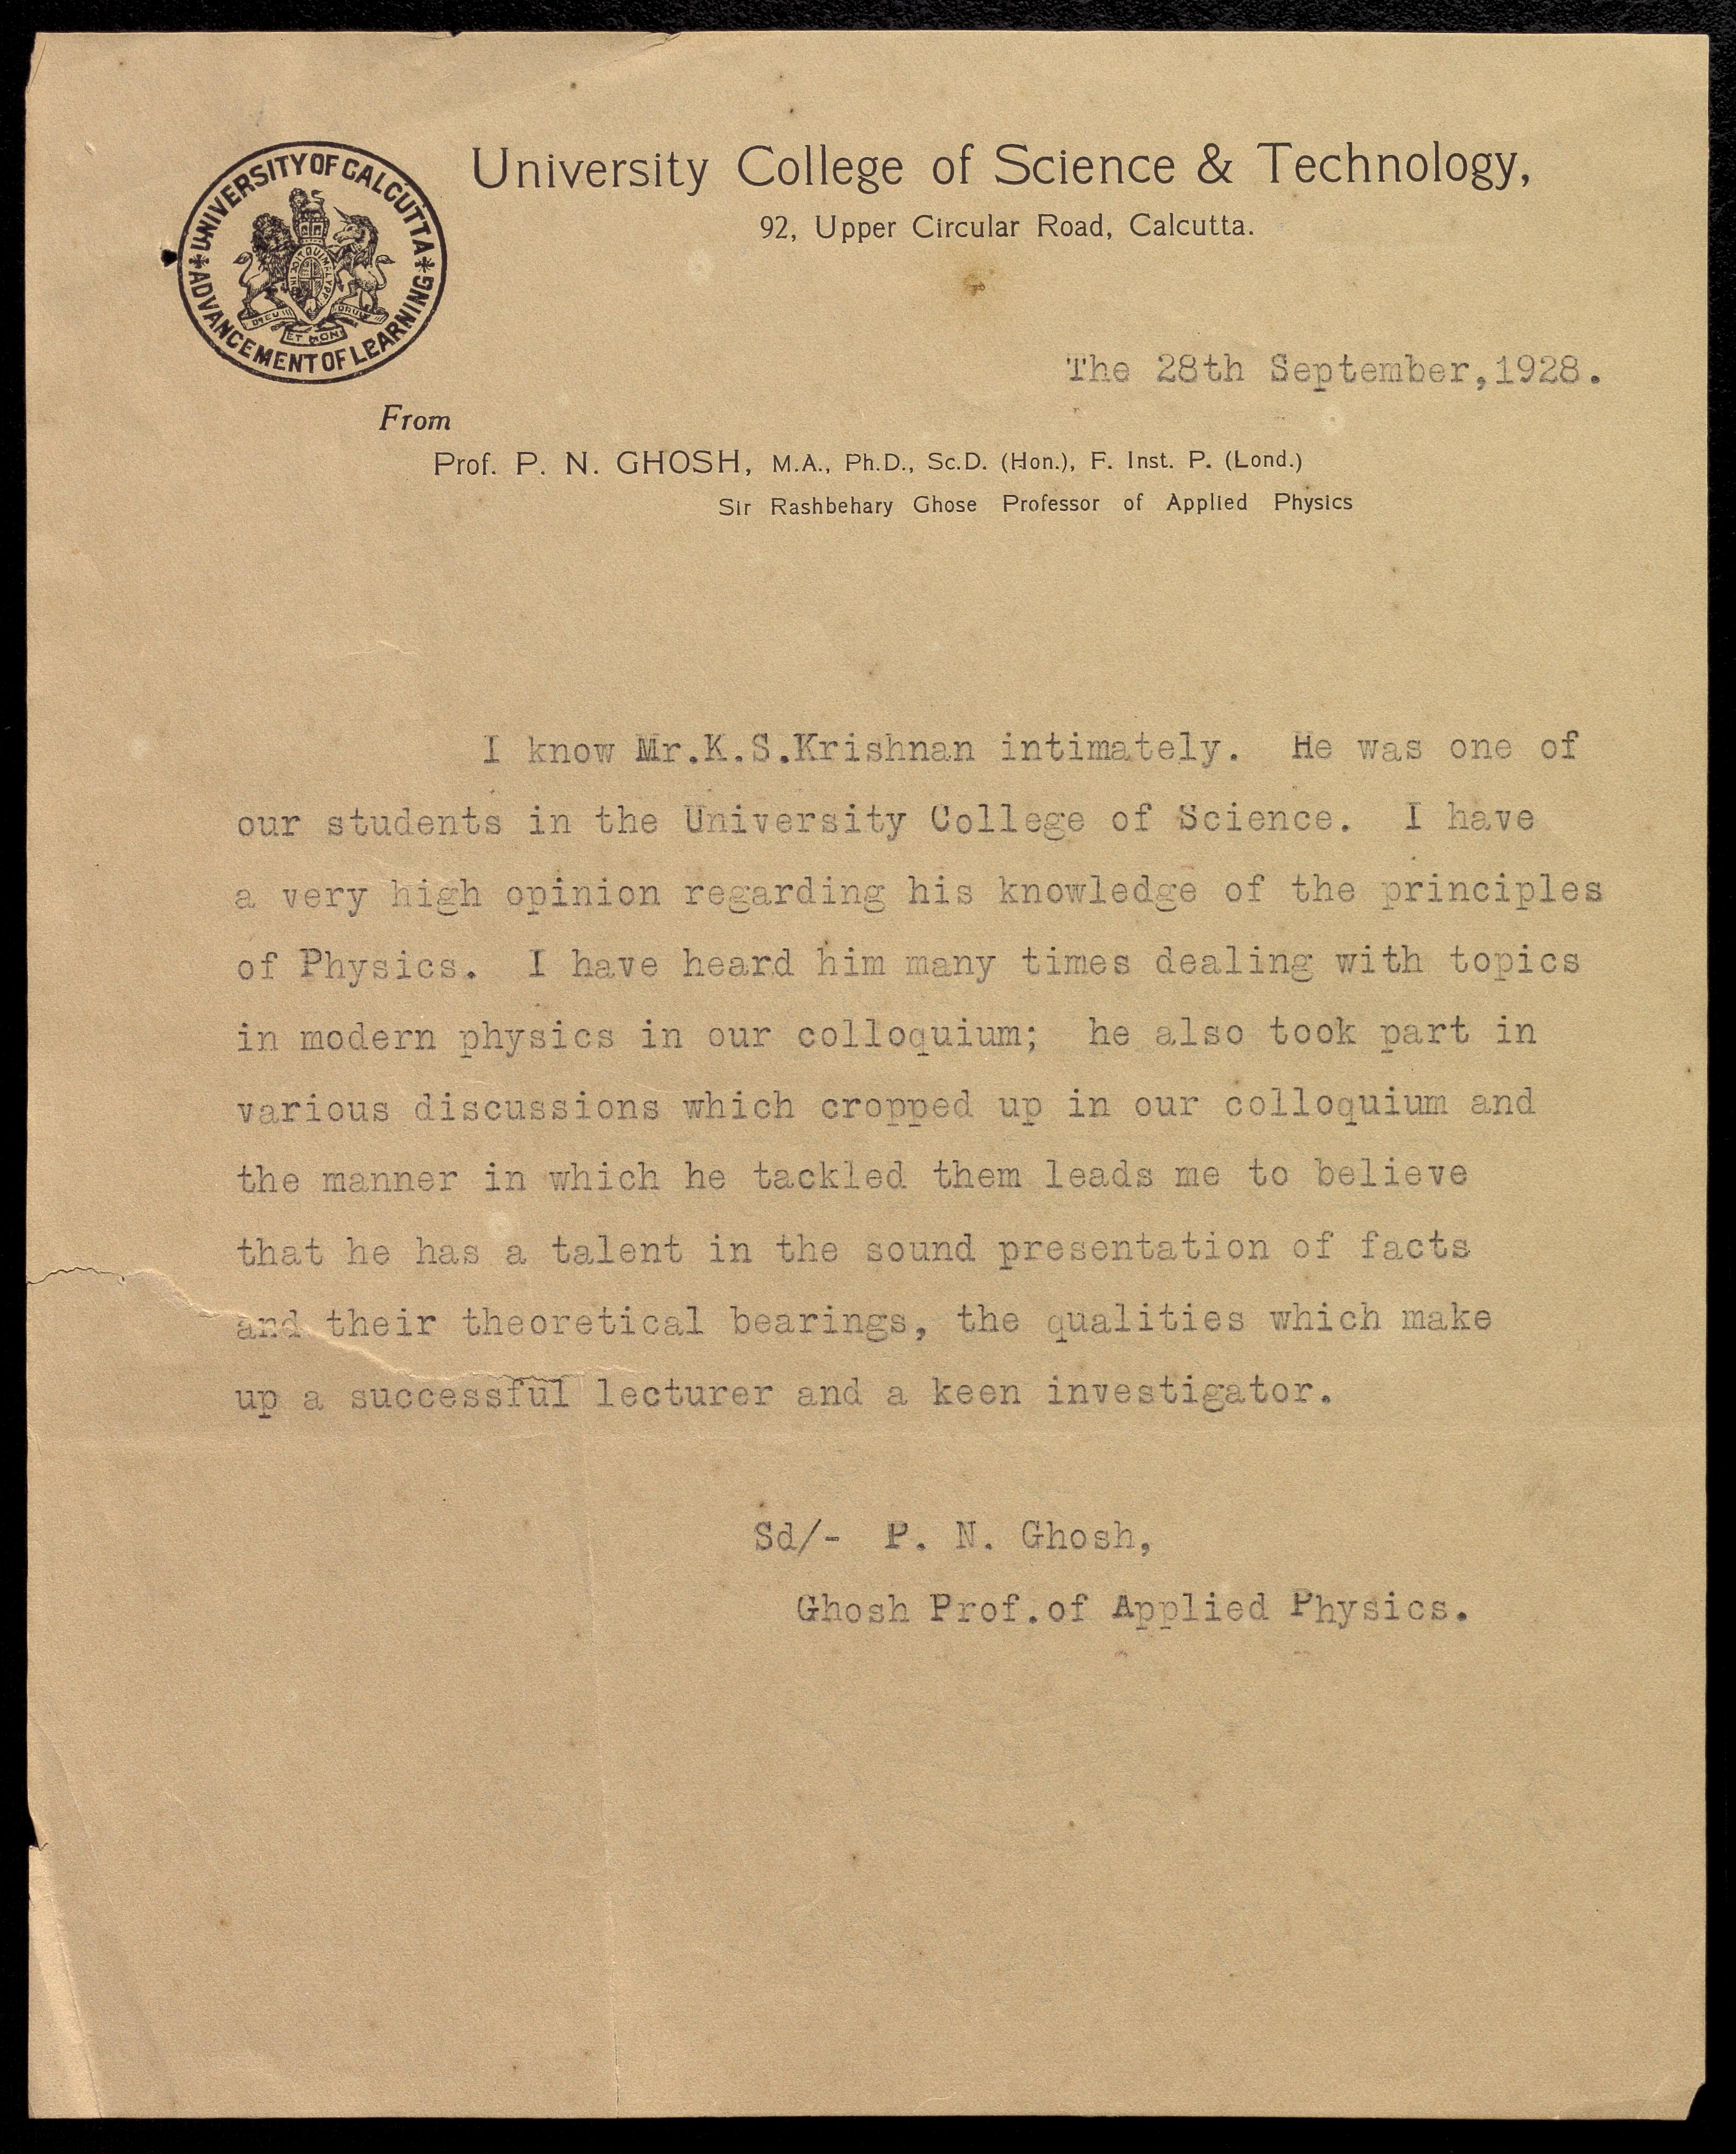 UNIVERSITY OF CALCUTTA
ADVANCEMENT OF LEARNING
University College of Science & Technology,
92, Upper Circular Road, Calcutta.
The 28th September,1928.
From
Prof. P. N. GHOSH, M.A., Ph.D., Sc.D. (Hon.), F. Inst. P. (Lond.)
Sir Rashbehary Ghose Professor of Applied Physics
I know Mr.K.S.Krishnan intimately. He was one of
our students in the University College of Science. I have
a very high opinion regarding his knowledge of the principles
of Physics. I have heard him many times dealing with topics
in modern physics in our colloquium; he also took part in
various discussions which cropped up in our colloquium and
the manner in which he tackled them leads me to believe
that he has a talent in the sound presentation of facts
and their theoretical bearings, the qualities which make
up a successful lecturer and a keen investigator.
Sd/- P. N. Ghosh,
Ghosh Prof.of Applied Physics.